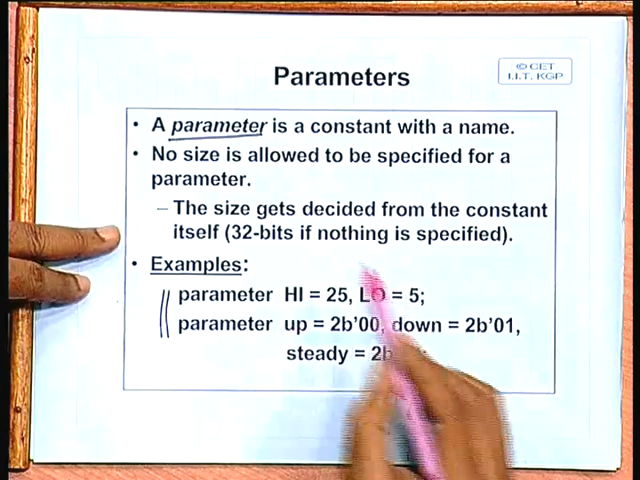 Parameters
© CET
I.I.T. KGP
• A parameter is a constant with a name.
• No size is allowed to be specified for a
parameter.
– The size gets decided from the constant
itself (32-bits if nothing is specified).
• Examples:
parameter HI = 25, LO = 5;
parameter up = 2b’00, down = 2b’01,
steady =